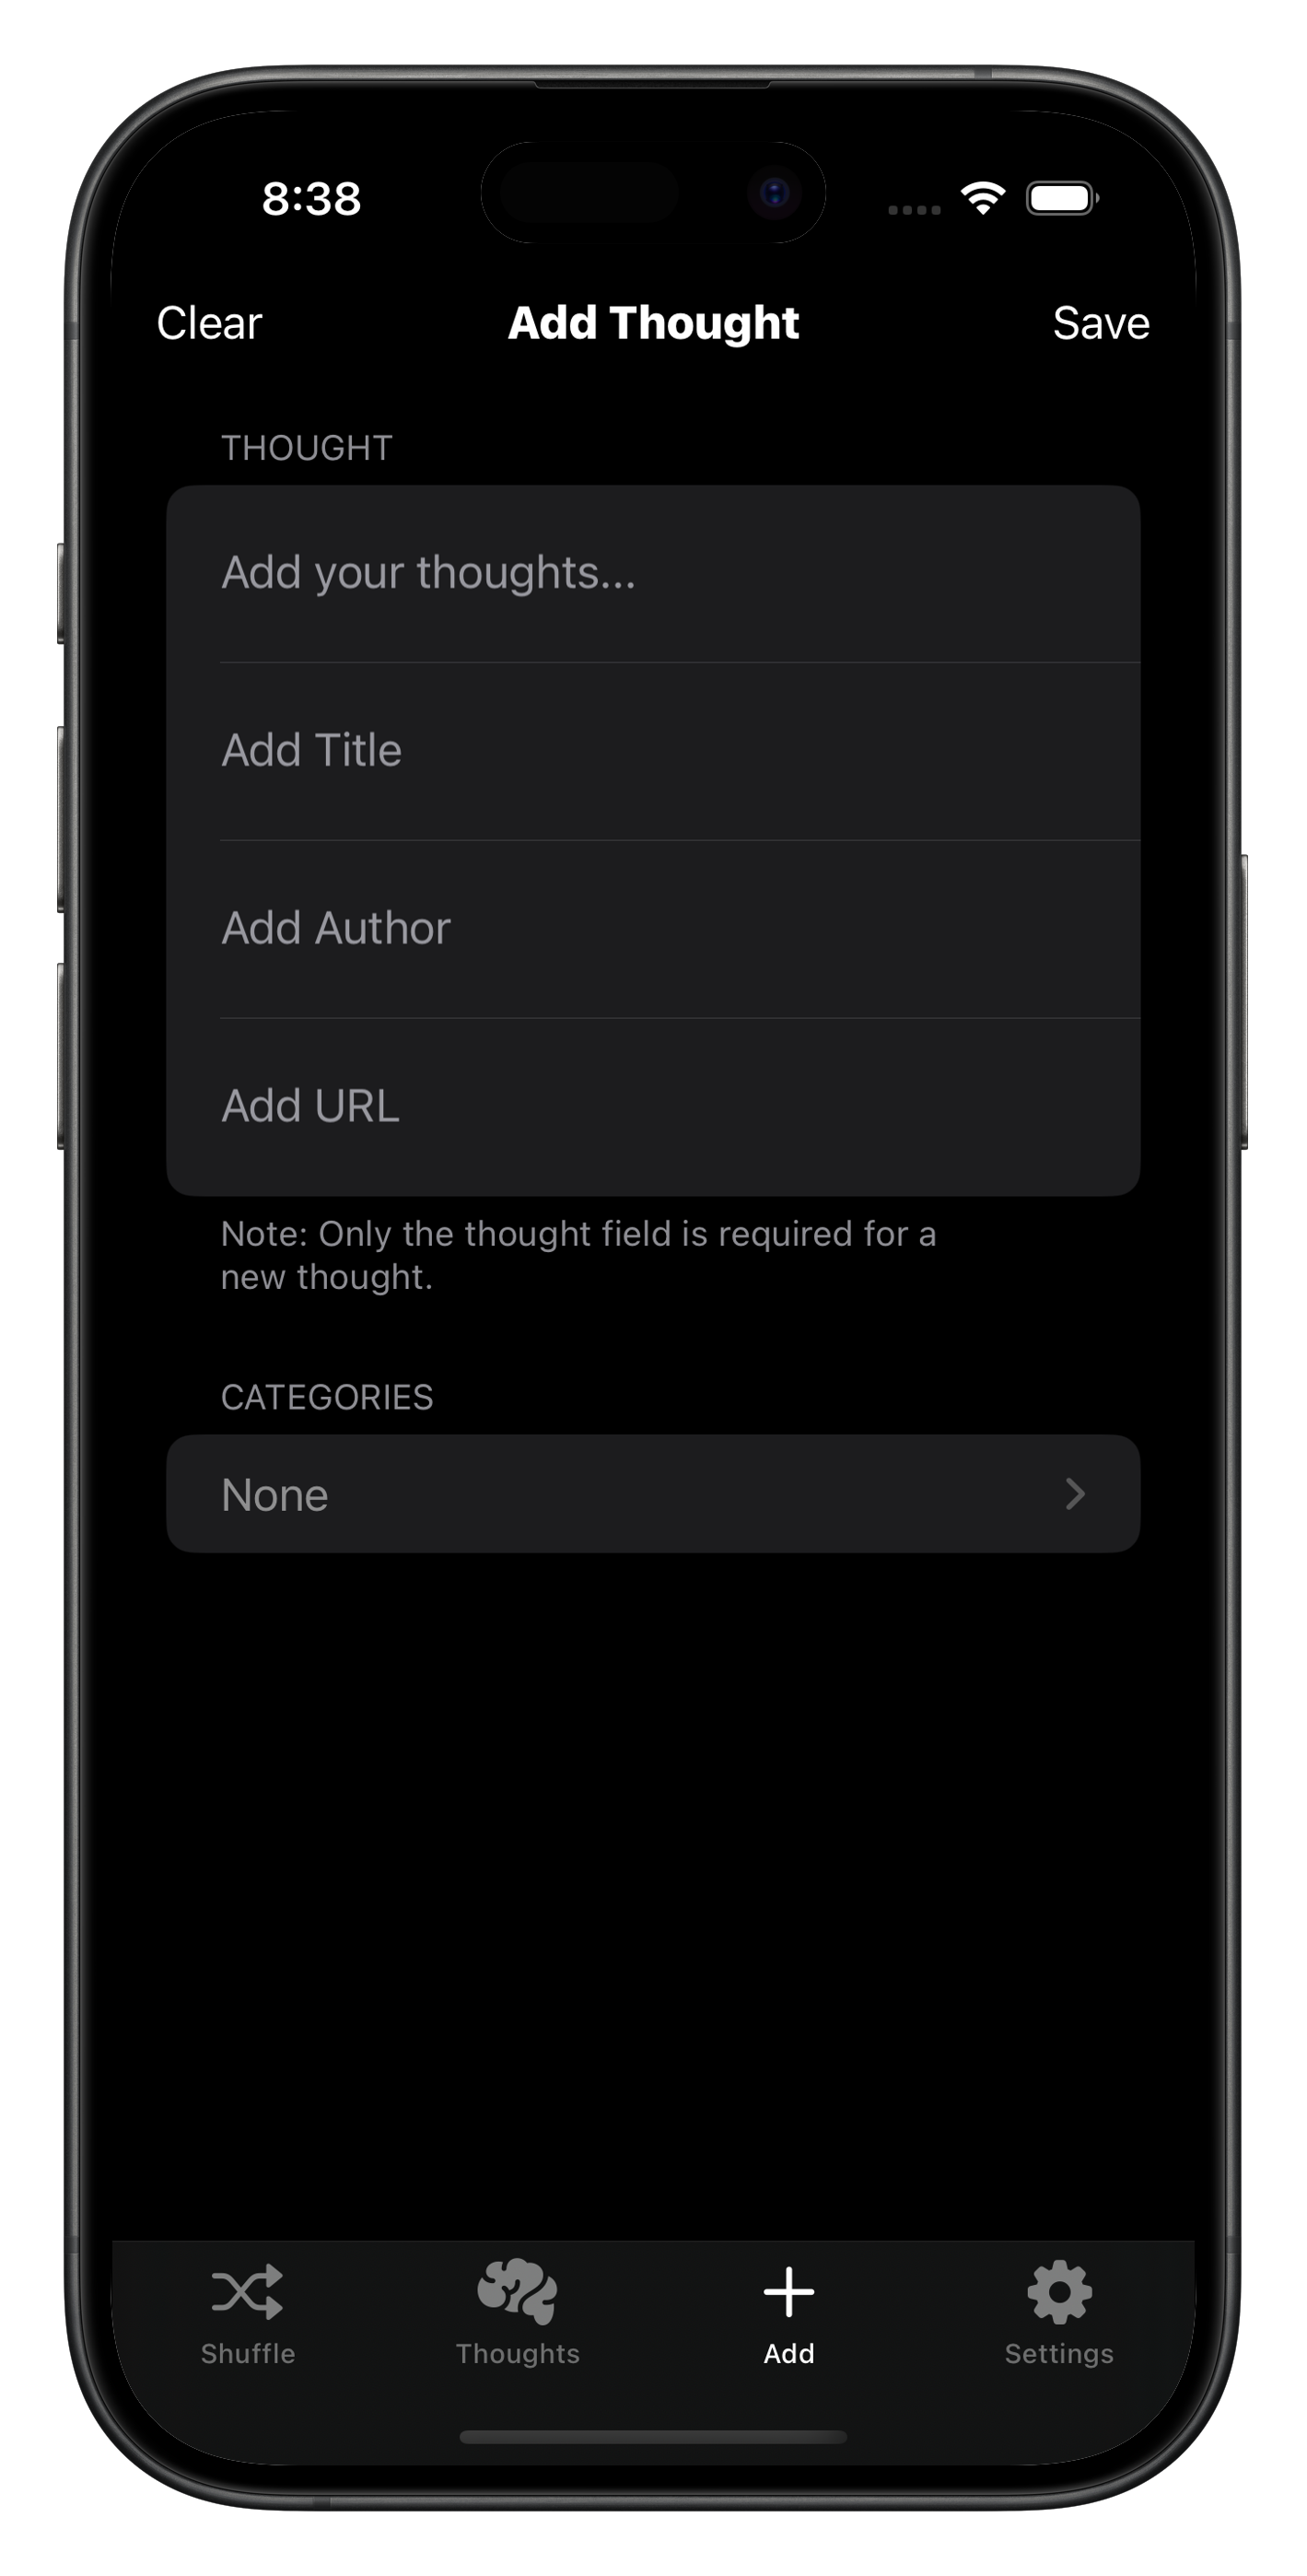 8:38
Clear
Add Thought
Save
THOUGHT
Add your thoughts...
Add Title
Add Author
Add URL
Note: Only the thought field is required for a
new thought.
CATEGORIES
None
Shuffle
Thoughts
Add
Settings